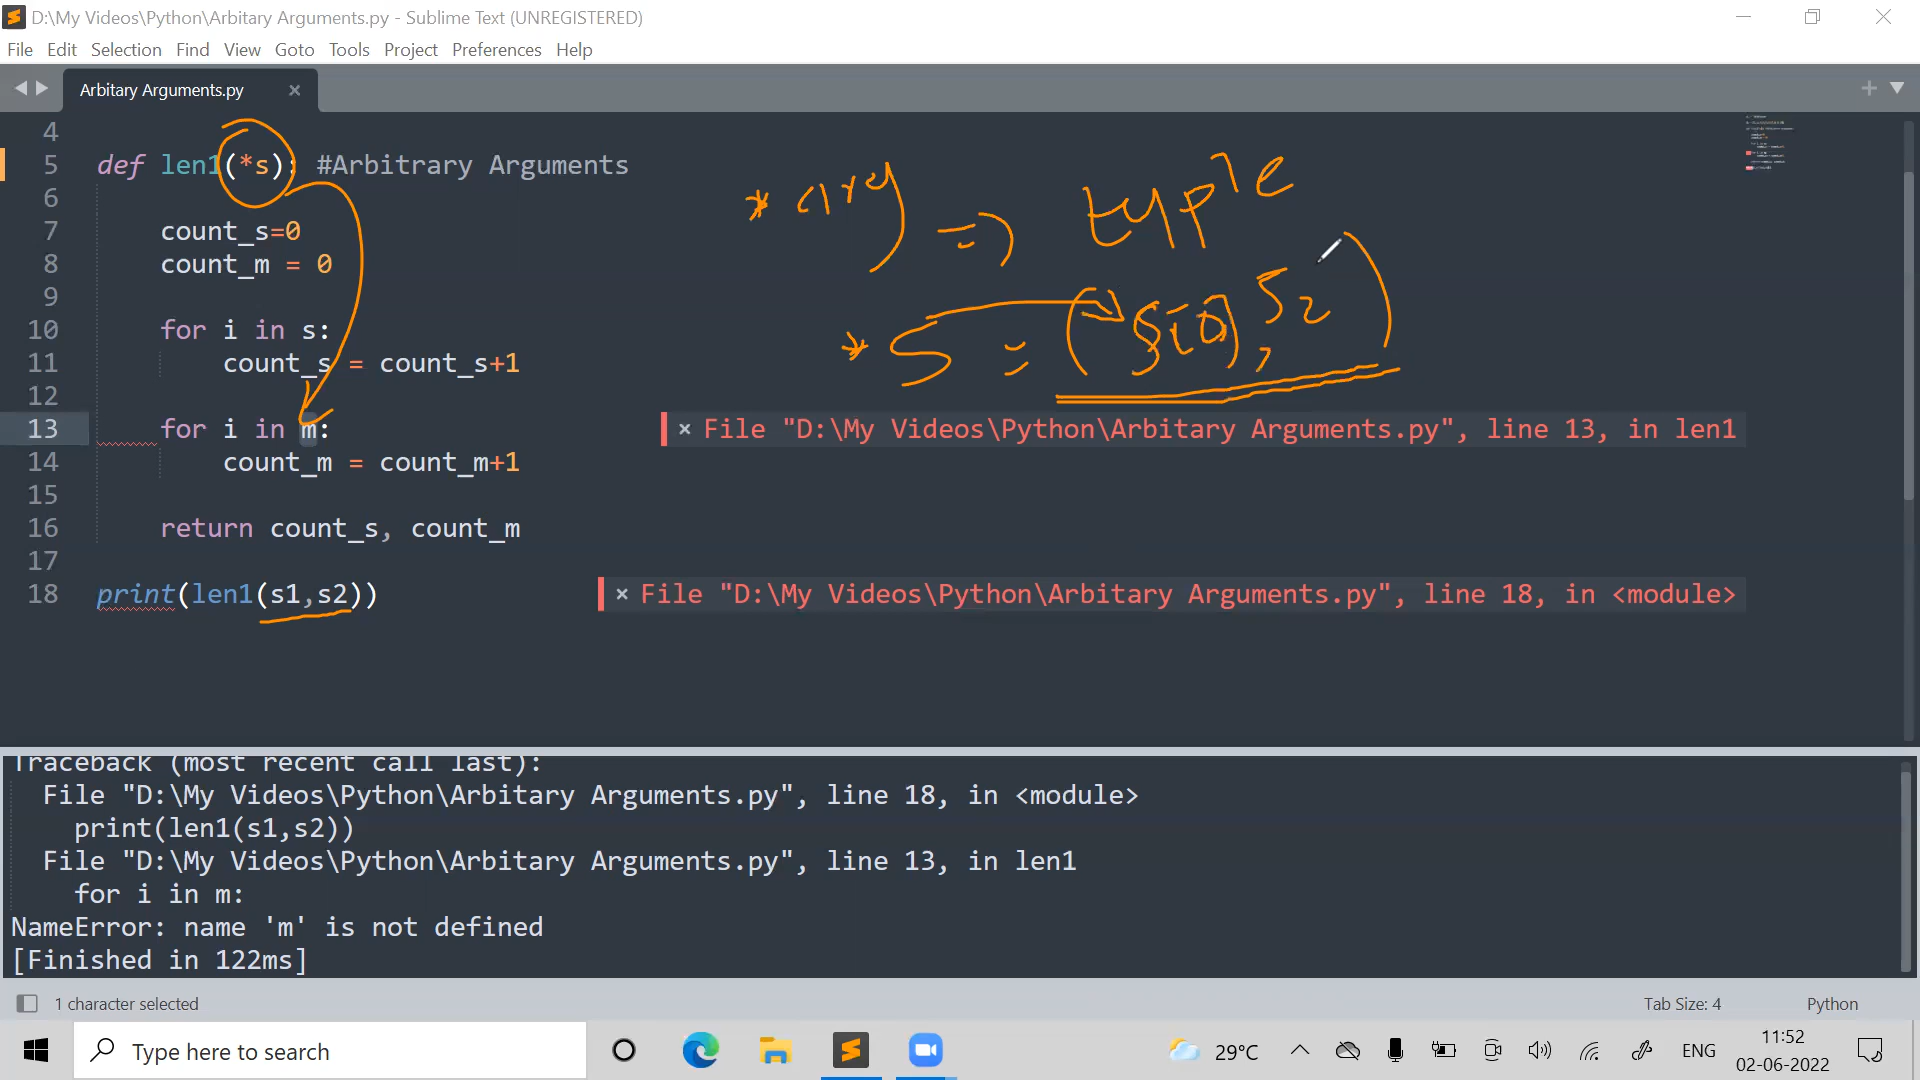 D:\My Videos\Python\Arbitary Arguments.py - Sublime Text (UNREGISTERED)
File Edit Selection Find View Goto Tools Project Preferences Help
Arbitary Arguments.py
4
5 def len1(*s): #Arbitrary Arguments
6
7 count_s=0
8 count_m = 0
9
10 for i in s:
11 count_s = count_s+1
12
13 for i in m:
× File "D:\My Videos\Python\Arbitary Arguments.py", line 13, in len1
14 count_m = count_m+1
15
16 return count_s, count_m
17
18 print(len1(s1,s2))
× File "D:\My Videos\Python\Arbitary Arguments.py", line 18, in <module>
* arg => typle
Traceback (most recent call last):
File "D:\My Videos\Python\Arbitary Arguments.py", line 18, in <module>
print(len1(s1,s2))
File "D:\My Videos\Python\Arbitary Arguments.py", line 13, in len1
for i in m:
NameError: name 'm' is not defined
[Finished in 122ms]
1 character selected
Tab Size: 4 Python
Type here to search
29°C ENG
11:52
02-06-2022